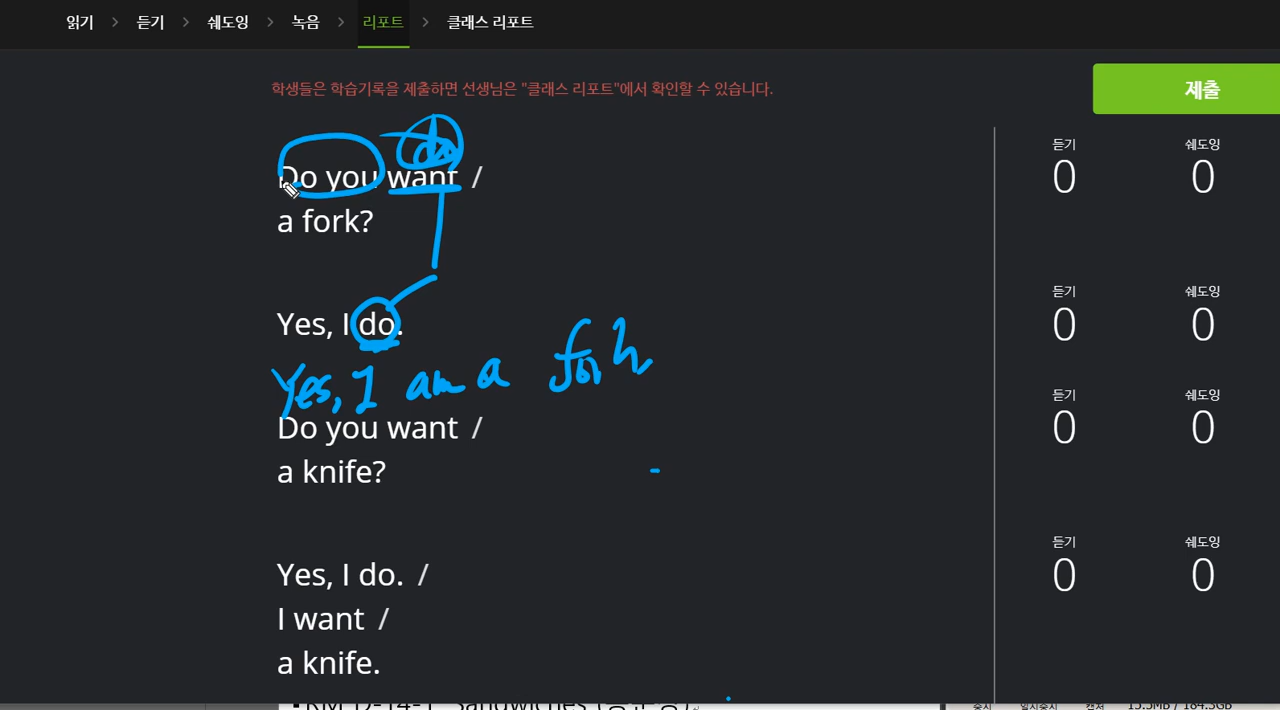 읽기 > 듣기 > 쉐도잉 > 녹음 > 리포트 > 클래스 리포트
학생들은 학습기록을 제출하면 선생님은 "클래스 리포트"에서 확인할 수 있습니다.
제출
do
Do you want /
a fork?
듣기 쉐도잉
0 0
Yes, I do.
듣기 쉐도잉
0 0
Yes, I am a fork
Do you want /
a knife?
듣기 쉐도잉
0 0
Yes, I do. /
I want /
a knife.
듣기 쉐도잉
0 0